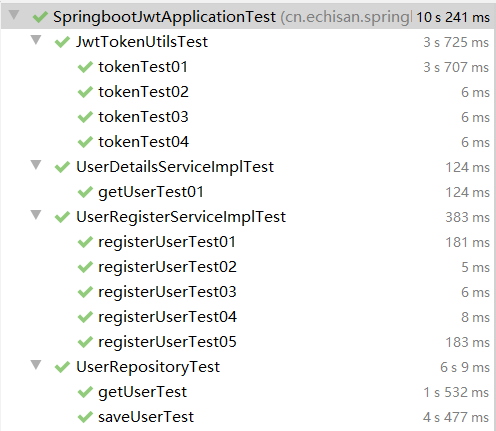 SpringbootJwtApplicationTest (cn.echisan.springl 10 s 241 ms
JwtTokenUtilsTest 3 s 725 ms
tokenTest01 3 s 707 ms
tokenTest02 6 ms
tokenTest03 6 ms
tokenTest04 6 ms
UserDetailsServiceImplTest 124 ms
getUserTest01 124 ms
UserRegisterServiceImplTest 383 ms
registerUserTest01 181 ms
registerUserTest02 5 ms
registerUserTest03 6 ms
registerUserTest04 8 ms
registerUserTest05 183 ms
UserRepositoryTest 6 s 9 ms
getUserTest 1 s 532 ms
saveUserTest 4 s 477 ms